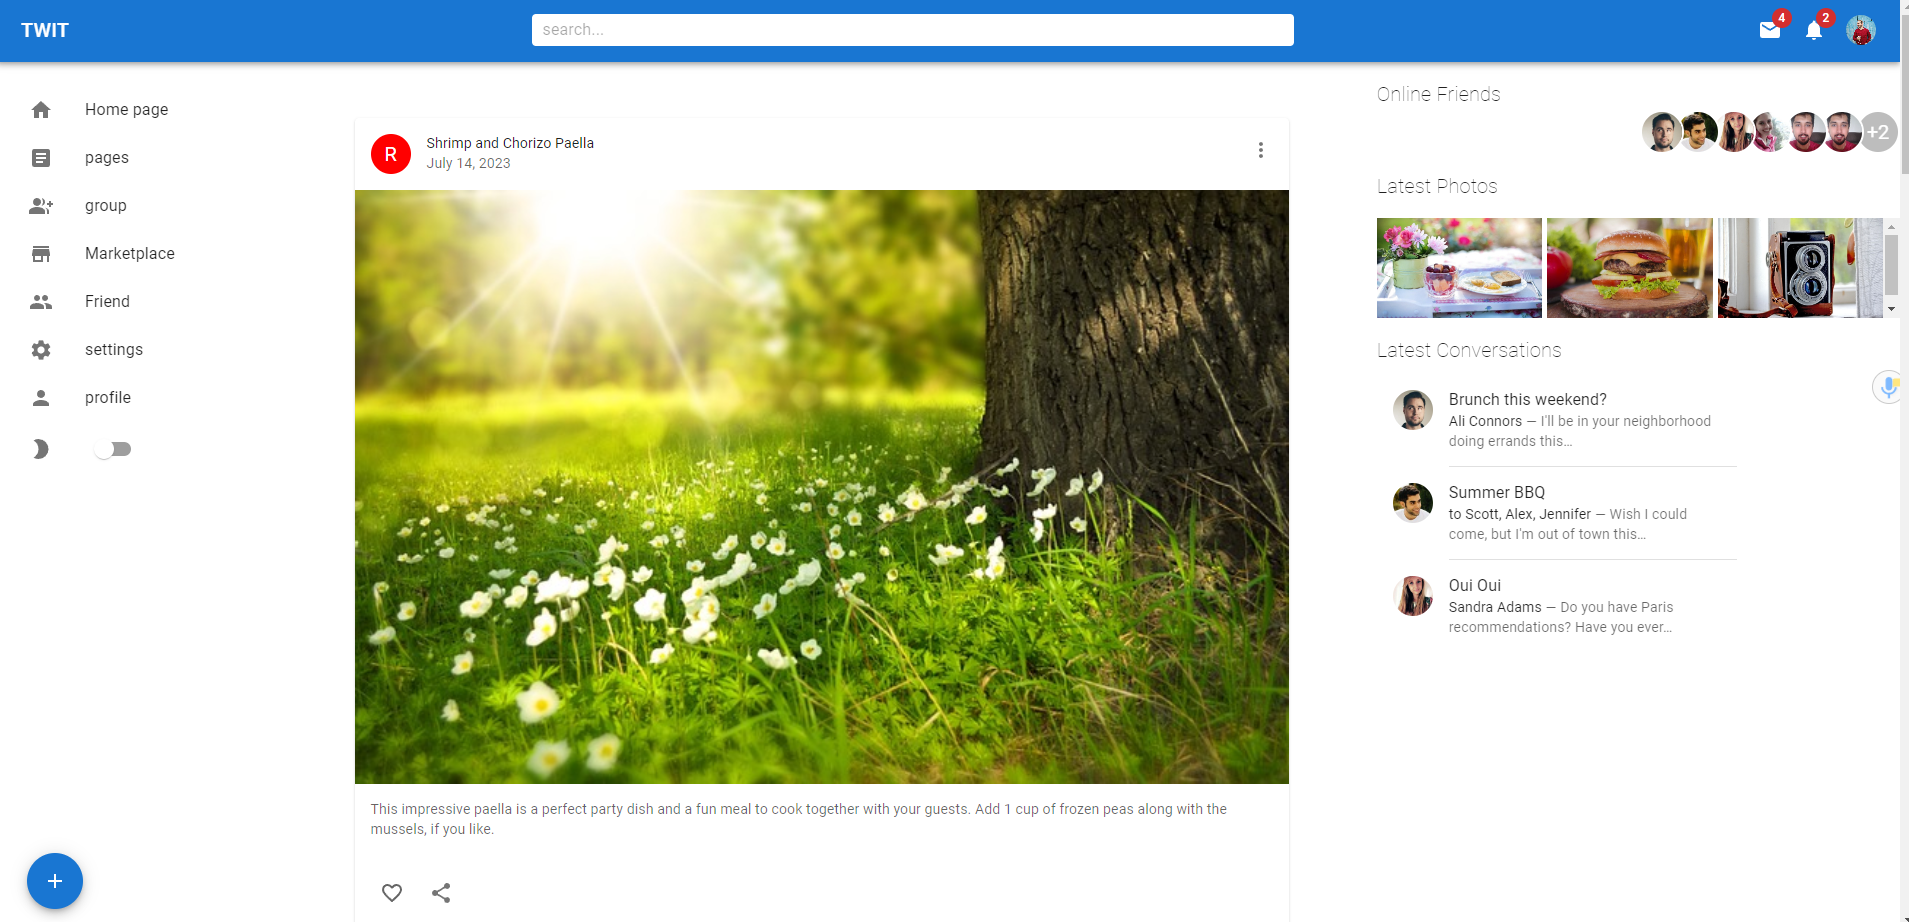 TWIT
search...
4
2
Home page
pages
group
Marketplace
Friend
settings
profile
R
Shrimp and Chorizo Paella
July 14, 2023
This impressive paella is a perfect party dish and a fun meal to cook together with your guests. Add 1 cup of frozen peas along with the
mussels, if you like.
Online Friends
+2
Latest Photos
Latest Conversations
Brunch this weekend?
Ali Connors — I'll be in your neighborhood
doing errands this…
Summer BBQ
to Scott, Alex, Jennifer — Wish I could
come, but I'm out of town this…
Oui Oui
Sandra Adams — Do you have Paris
recommendations? Have you ever…